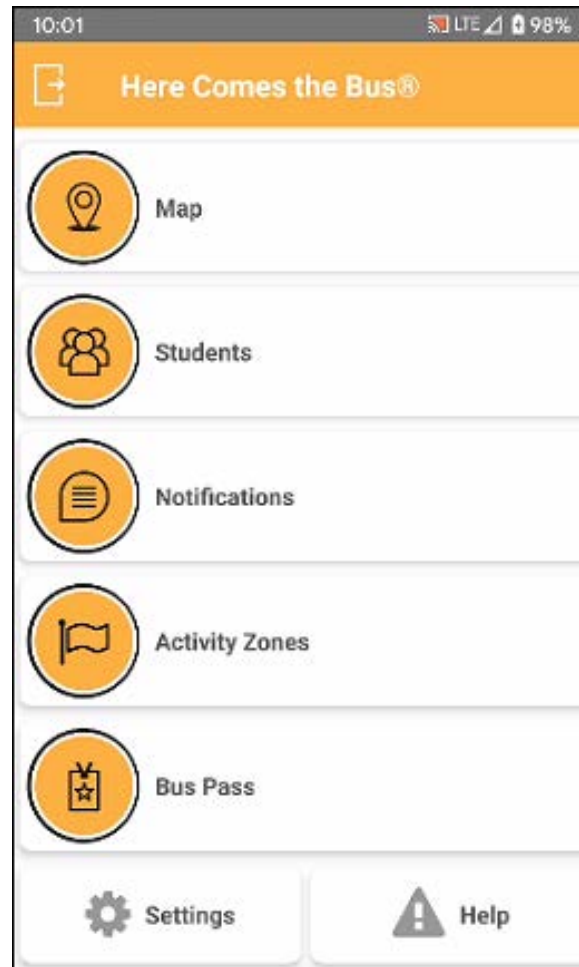 10:01 LTE 98%
Here Comes the Bus®
Map
Students
Notifications
Activity Zones
Bus Pass
Settings Help